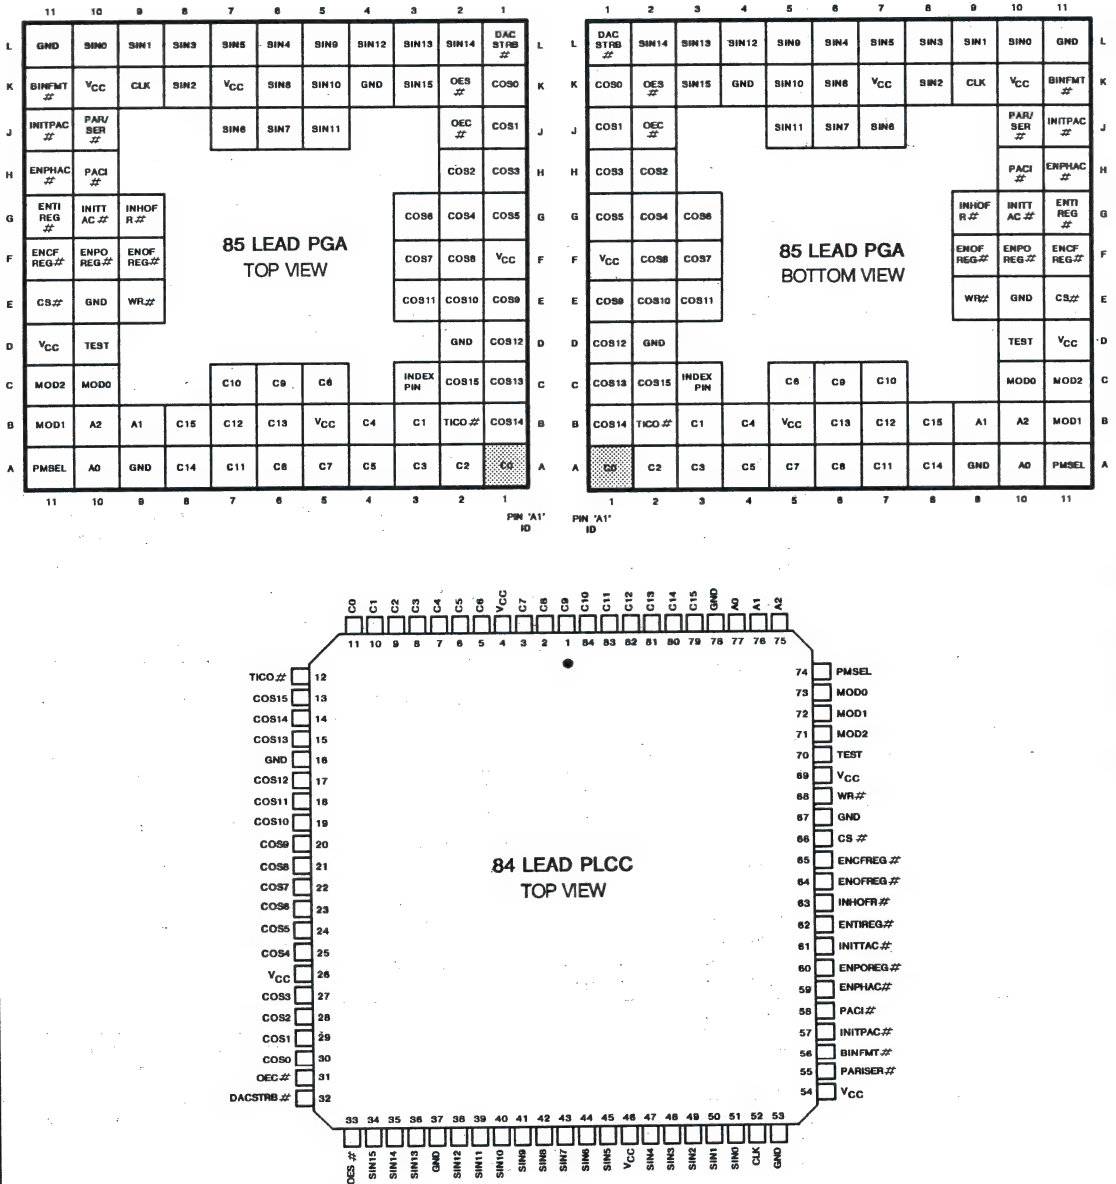 11 10 9 8 7 6 5 4 3 2 1
L GND SIN0 SIN1 SIN3 SIN5 SIN4 SIN9 SIN12 SIN13 SIN14 DAC STRB # L
K BINFMT # VCC CLK SIN2 VCC SIN8 SIN10 GND SIN15 OES # COS0 K
J INITPAC # PAR/ SER # SIN6 SIN7 SIN11 OEC # COS1 J
H ENPHAC # PACI # COS2 COS3 H
G ENTI REG # INITT AC # INHOF R # COS6 COS4 COS5 G
F ENCF REG # ENPO REG # ENOF REG # COS7 COS8 VCC F
E CS # GND WR # COS11 COS10 COS9 E
D VCC TEST GND COS12 D
C MOD2 MOD0 C10 C9 C6 INDEX PIN COS15 COS13 C
B MOD1 A2 A1 C15 C12 C13 VCC C4 C1 TICO # COS14 B
A PMSEL A0 GND C14 C11 C8 C7 C5 C3 C2 C0 A
11 10 9 8 7 6 5 4 3 2 1
85 LEAD PGA
TOP VIEW
PIN 'A1'
ID
1 2 3 4 5 6 7 8 9 10 11
L DAC STRB # SIN14 SIN13 SIN12 SIN9 SIN4 SIN5 SIN3 SIN1 SIN0 GND L
K COS0 OES # SIN15 GND SIN10 SIN8 VCC SIN2 CLK VCC BINFMT # K
J COS1 OEC # SIN11 SIN7 SIN6 PAR/ SER # INITPAC # J
H COS3 COS2 PACI # ENPHAC # H
G COS5 COS4 COS6 INHOF R # INITT AC # ENTI REG # G
F VCC COS8 COS7 ENOF REG # ENPO REG # ENCF REG # F
E COS9 COS10 COS11 WR # GND CS # E
D COS12 GND TEST VCC D
C COS13 COS15 INDEX PIN C6 C9 C10 MOD0 MOD2 C
B COS14 TICO # C1 C4 VCC C13 C12 C15 A1 A2 MOD1 B
A C0 C2 C3 C5 C7 C8 C11 C14 GND A0 PMSEL A
1 2 3 4 5 6 7 8 9 10 11
85 LEAD PGA
BOTTOM VIEW
PIN 'A1'
ID
C0 C1 C2 C3 C4 C5 C6 VCC C7 C8 C9 C10 C11 C12 C13 C14 C15 GND A0 A1 A2
11 10 9 8 7 6 5 4 3 2 1 84 83 82 81 80 79 78 77 76 75
TICO # 12
COS15 13
COS14 14
COS13 15
GND 16
COS12 17
COS11 18
COS10 19
COS9 20
COS8 21
COS7 22
COS6 23
COS5 24
COS4 25
VCC 26
COS3 27
COS2 28
COS1 29
COS0 30
OEC # 31
DACSTRB # 32
84 LEAD PLCC
TOP VIEW
74 PMSEL
73 MOD0
72 MOD1
71 MOD2
70 TEST
69 VCC
68 WR #
67 GND
66 CS #
65 ENCFREG #
64 ENOFREG #
63 INHOFR #
62 ENTIREG #
61 INITTAC #
60 ENPOREG #
59 ENPHAC #
58 PACI #
57 INITPAC #
56 BINFMT #
55 PARISER #
54 VCC
33 34 35 36 37 38 39 40 41 42 43 44 45 46 47 48 49 50 51 52 53
OES # SIN15 SIN14 SIN13 GND SIN12 SIN11 SIN10 SIN9 SIN8 SIN7 SIN6 SIN5 VCC SIN4 SIN3 SIN2 SIN1 SIN0 CLK GND